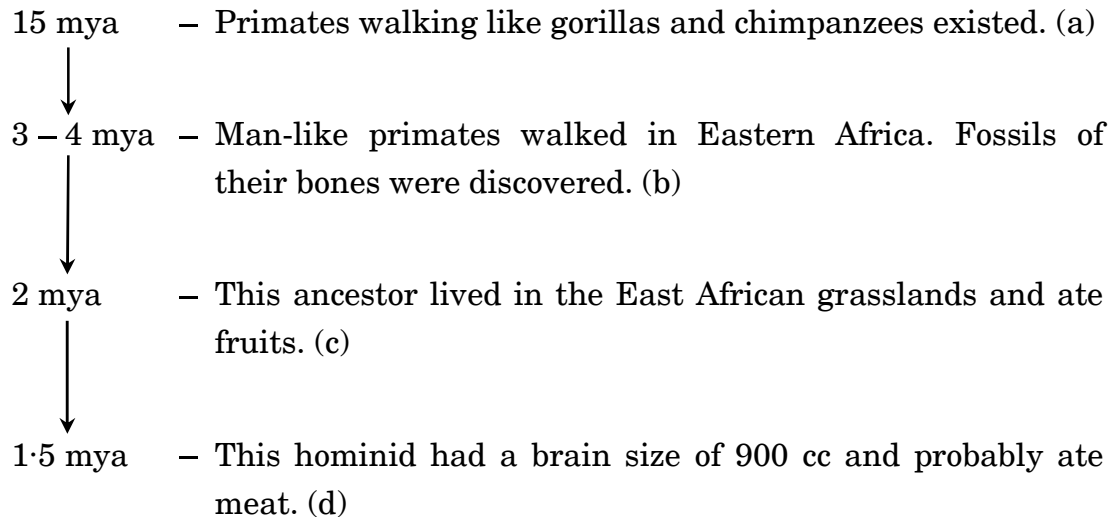 15 mya – Primates walking like gorillas and chimpanzees existed. (a)
3 – 4 mya – Man-like primates walked in Eastern Africa. Fossils of
their bones were discovered. (b)
2 mya – This ancestor lived in the East African grasslands and ate
fruits. (c)
1·5 mya – This hominid had a brain size of 900 cc and probably ate
meat. (d)